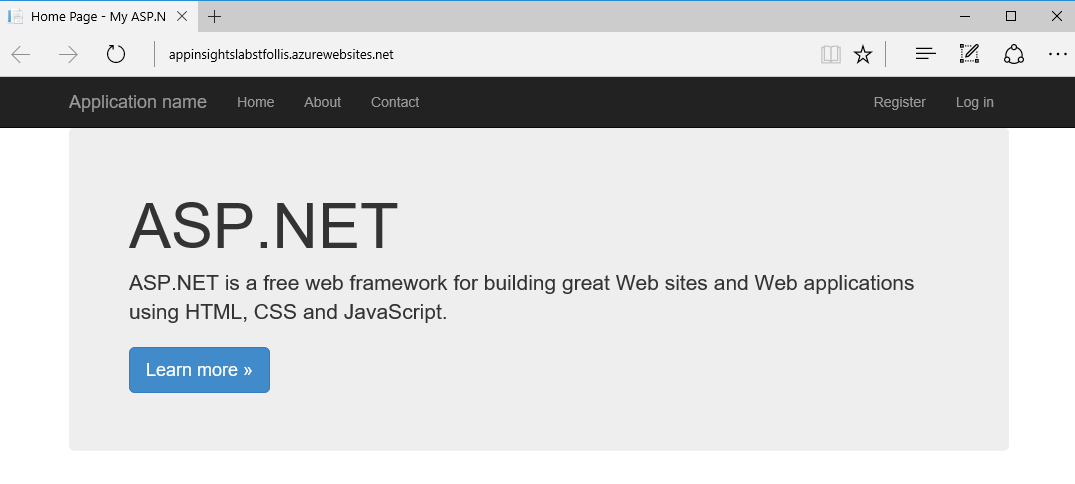 Home Page - My ASP.N
appinsightslabstfollis.azurewebsites.net
Application name Home About Contact Register Log in
ASP.NET
ASP.NET is a free web framework for building great Web sites and Web applications
using HTML, CSS and JavaScript.
Learn more »